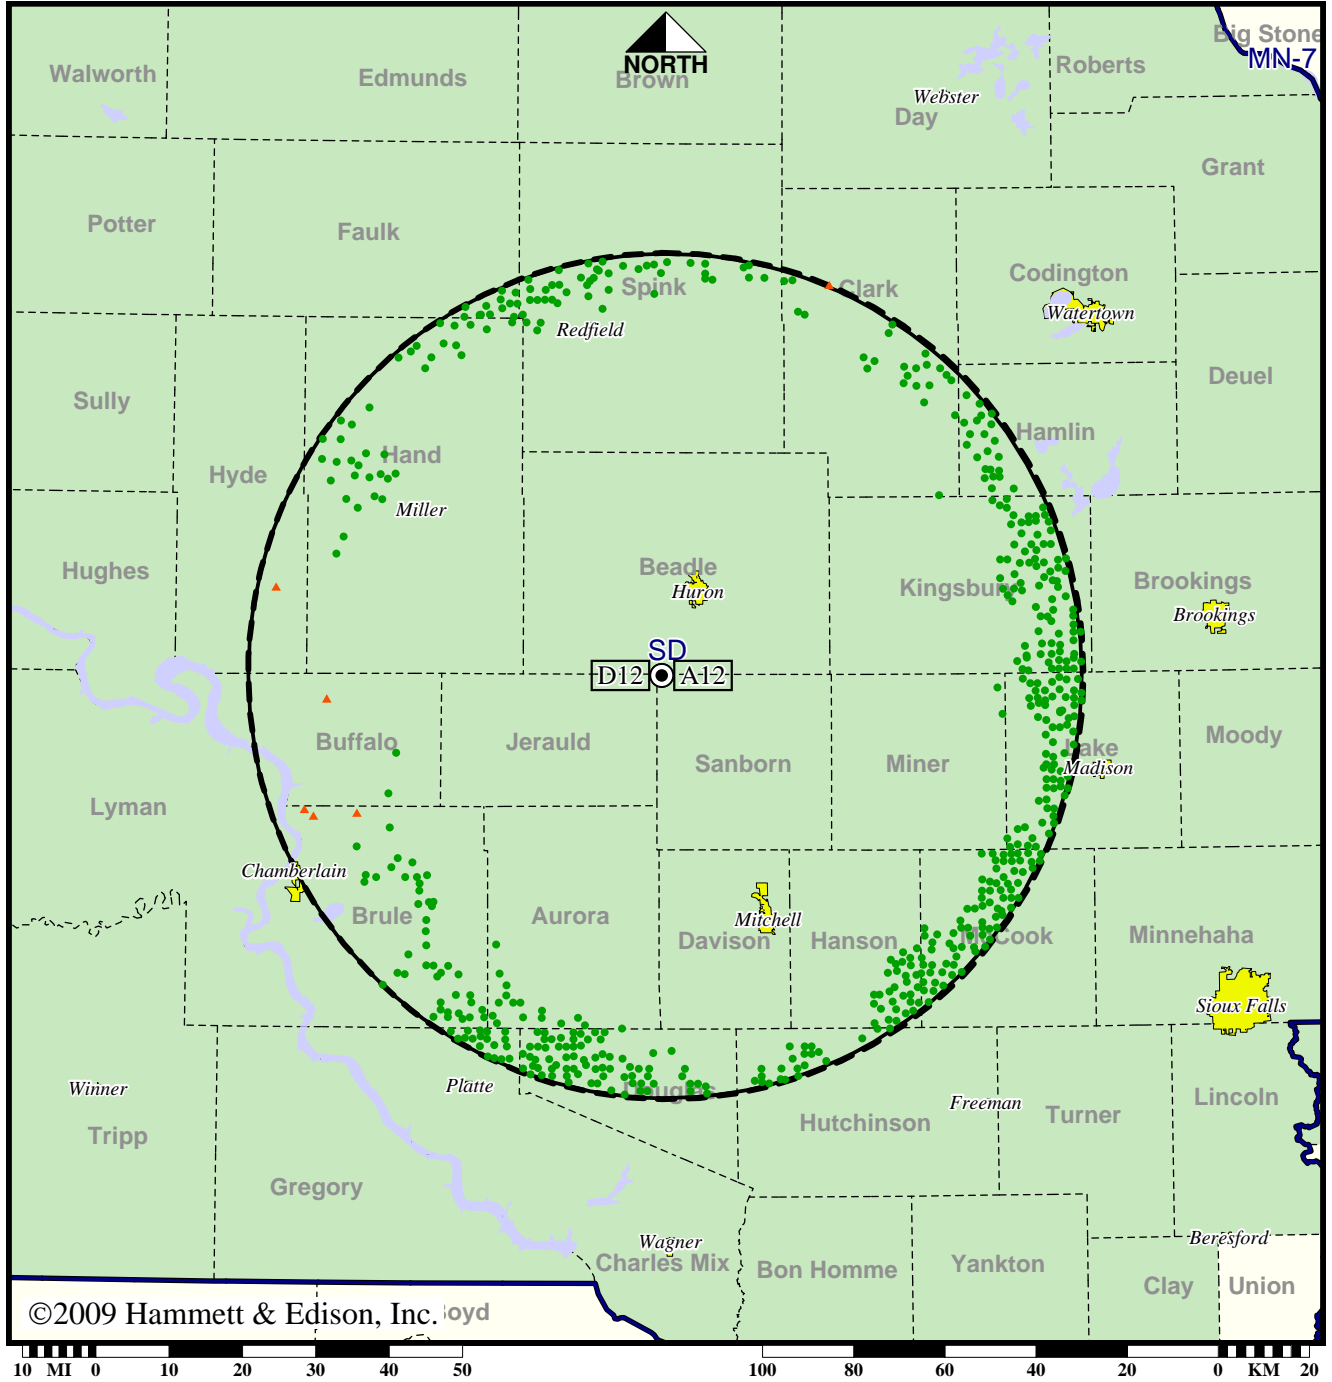 Big Stone
MN-7
NORTH
Walworth
Edmunds
Brown
Roberts
Webster
Day
Grant
Potter
Faulk
Codington
Spink
Clark
Watertown
Redfield
Deuel
Sully
Hamlin
Hand
Hyde
Miller
Hughes
Beadle
Huron
Kingsbury
Brookings
Brookings
SD
D12
A12
Buffalo
Jerauld
Sanborn
Miner
Lake
Madison
Moody
Lyman
Chamberlain
Brule
Aurora
Mitchell
Davison
Hanson
McCook
Minnehaha
Sioux Falls
Winner
Platte
Douglas
Freeman
Lincoln
Hutchinson
Turner
Tripp
Gregory
Wagner
Charles Mix
Bon Homme
Yankton
Beresford
Clay
Union
©2009 Hammett & Edison, Inc.
10 MI 0 10 20 30 40 50
100 80 60 40 20 0 KM 20